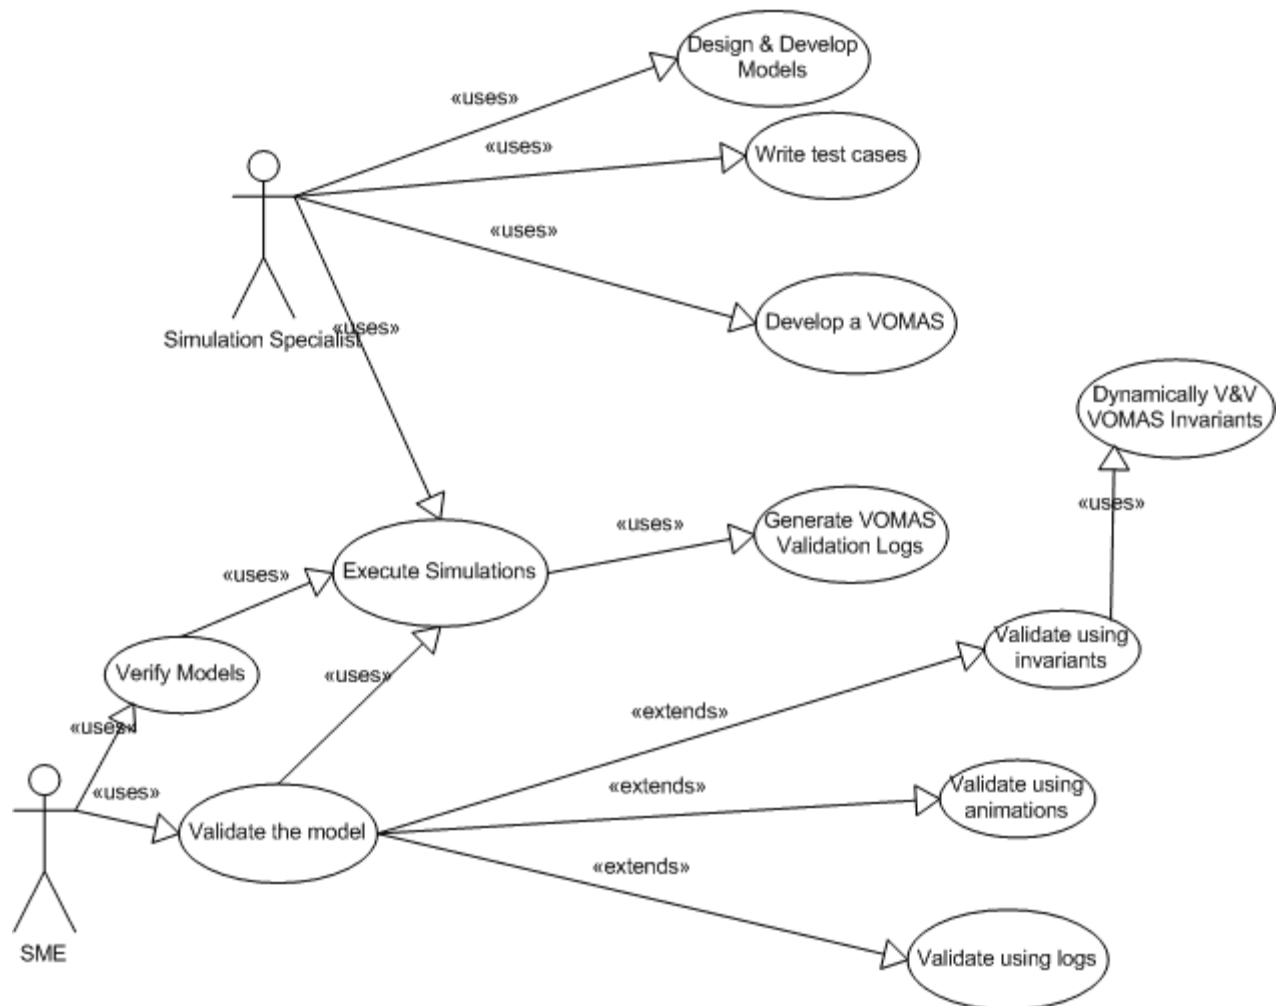 Design & Develop
Models
«uses»
«uses»
Write test cases
«uses»
Simulation Specialist
«uses»
Develop a VOMAS
Dynamically V&V
VOMAS Invariants
«uses»
Generate VOMAS
Validation Logs
«uses»
Execute Simulations
«uses»
Verify Models
«uses»
Validate using
invariants
«extends»
«uses»
«uses»
Validate the model
«extends»
Validate using
animations
«extends»
Validate using logs
SME